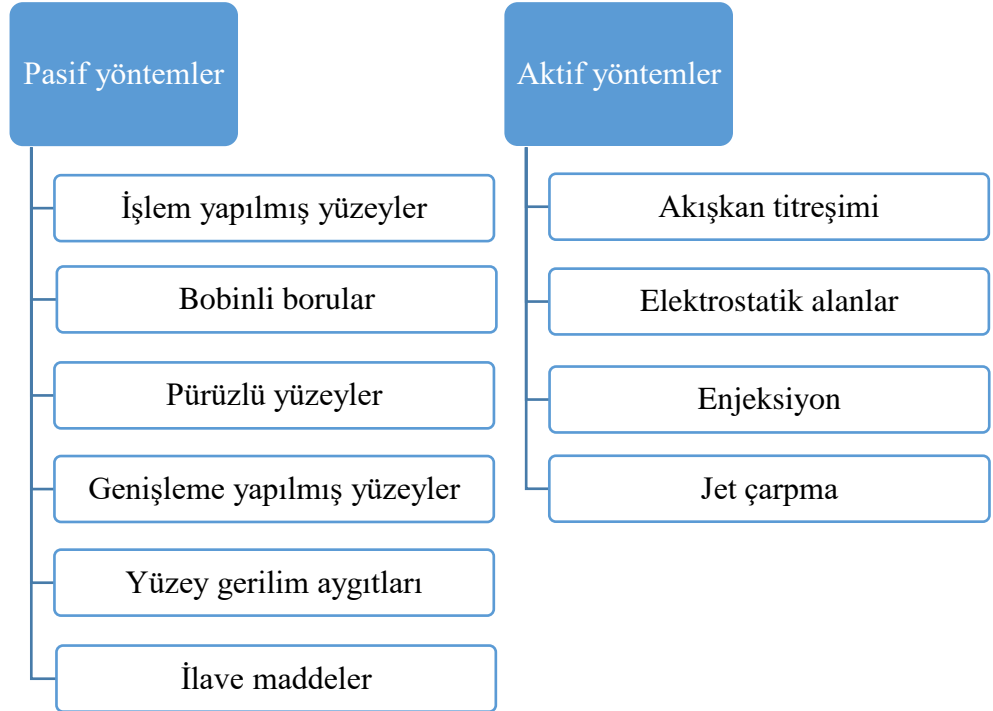 Pasif yöntemler
İşlem yapılmış yüzeyler
Bobinli borular
Pürüzlü yüzeyler
Genişleme yapılmış yüzeyler
Yüzey gerilim aygıtları
İlave maddeler
Aktif yöntemler
Akışkan titreşimi
Elektrostatik alanlar
Enjeksiyon
Jet çarpma